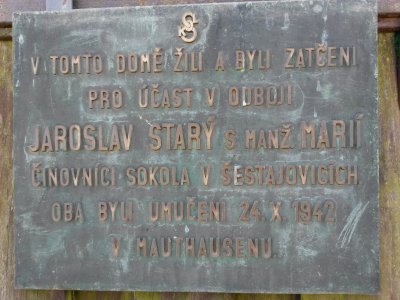 V TOMTO DOMĚ ŽILI A BYLI ZATČENI
PRO ÚČAST V ODBOJI
JAROSLAV STARÝ S MANŽ. MARIÍ
ČINOVNÍCI SOKOLA V ŠESTAJOVICÍCH.
OBA BYLI UMUČENI 24.X.1942
V MAUTHAUSENU.